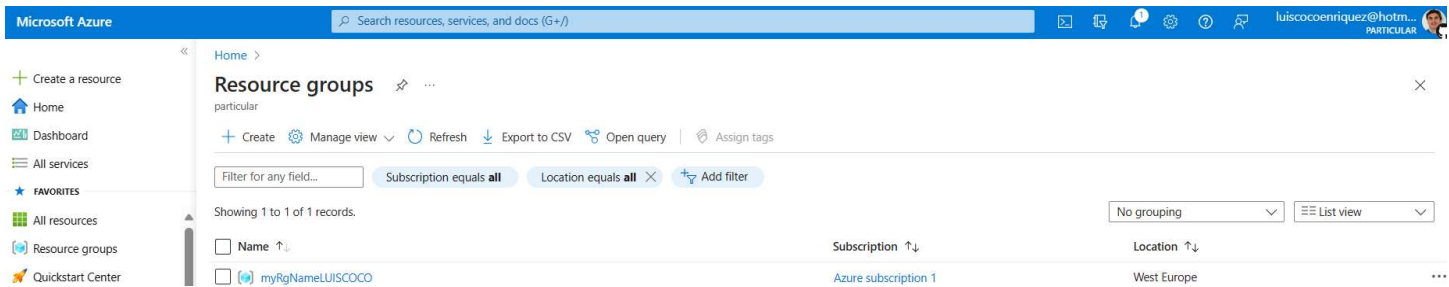 Microsoft Azure
Search resources, services, and docs (G+/)
1
luiscocoenriquez@hotm...
PARTICULAR
Create a resource
Home
Dashboard
All services
FAVORITES
All resources
Resource groups
Quickstart Center
Home >
Resource groups
particular
Create Manage view Refresh Export to CSV Open query Assign tags
Filter for any field... Subscription equals all Location equals all Add filter
Showing 1 to 1 of 1 records. No grouping List view
Name Subscription Location
myRgNameLUISCOCO Azure subscription 1 West Europe